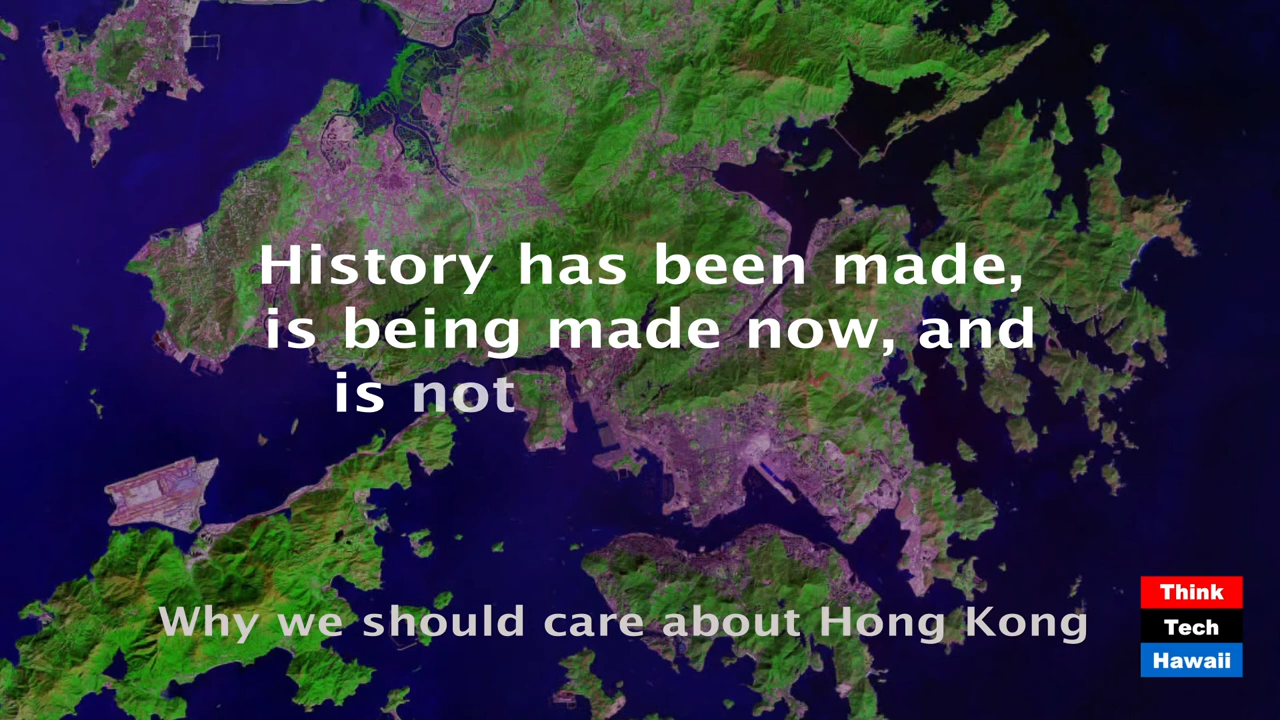 History has been made,
is being made now, and
is not
Why we should care about Hong Kong
Think
Tech
Hawaii